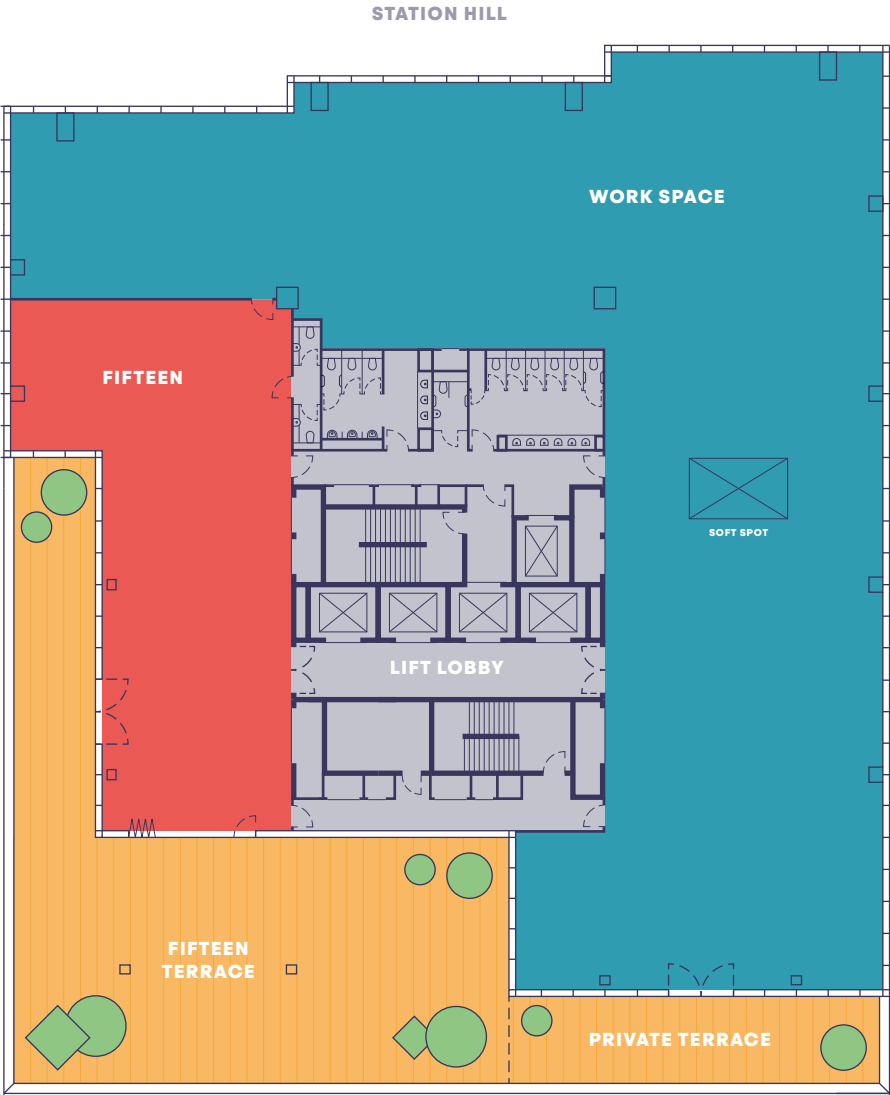 STATION HILL
WORK SPACE
FIFTEEN
SOFT SPOT
LIFT LOBBY
FIFTEEN
TERRACE
PRIVATE TERRACE